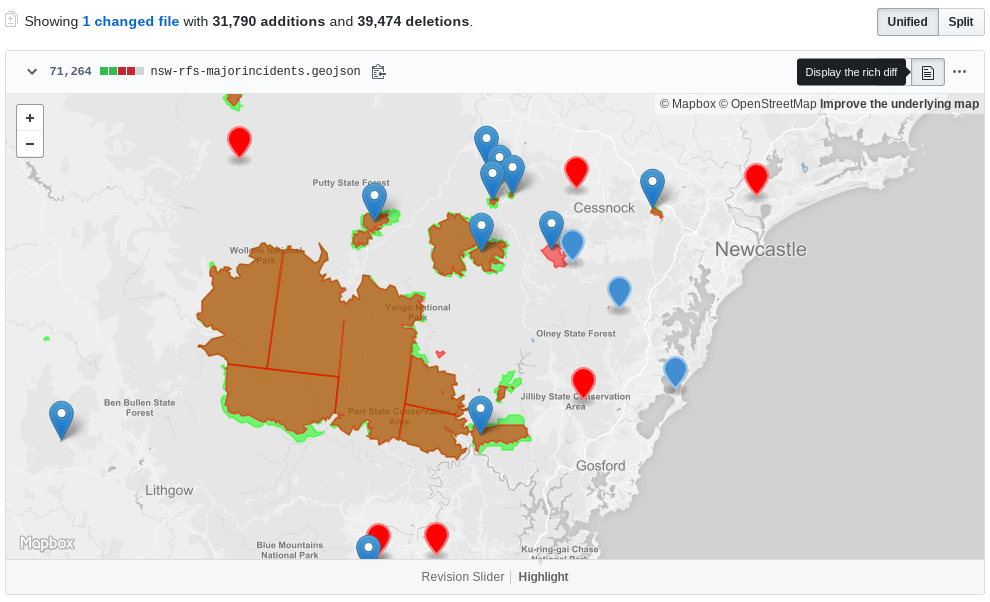 Showing 1 changed file with 31,790 additions and 39,474 deletions.
Unified Split
71,264 nsw-rfs-majorincidents.geojson
Display the rich diff
© Mapbox © OpenStreetMap Improve the underlying map
+
−
Putty State Forest
Cessnock
Wollemi National
Park
Newcastle
Yengo National
Park
Olney State Forest
Ben Bullen State
Forest
Jilliby State Conservation
Area
Parr State Conservation
Area
Gosford
Lithgow
Blue Mountains
National Park
Ku-ring-gai Chase
National Park
Mapbox
Revision Slider Highlight